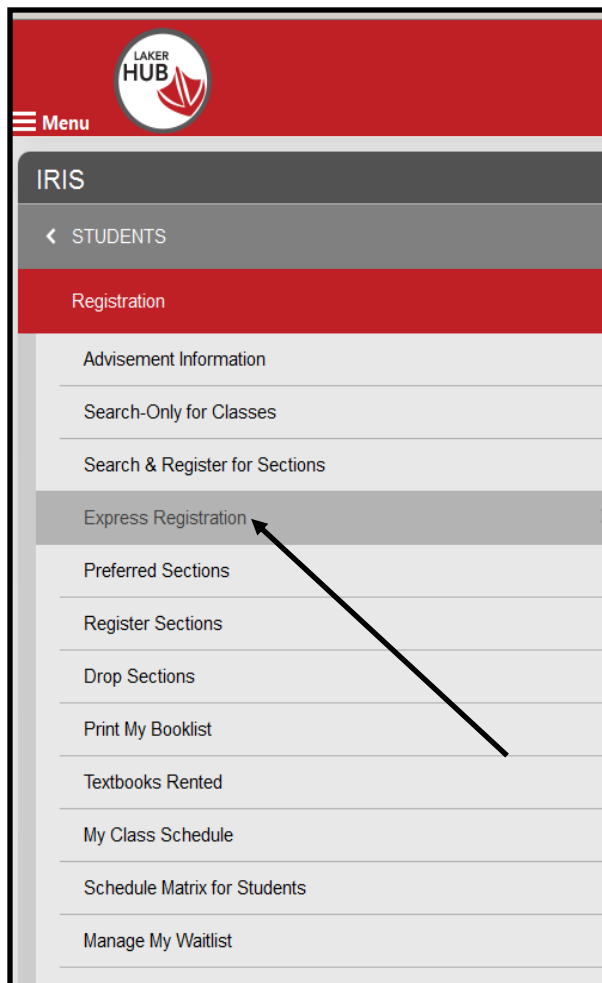 LAKER
HUB
Menu
IRIS
STUDENTS
Registration
Advisement Information
Search-Only for Classes
Search & Register for Sections
Express Registration
Preferred Sections
Register Sections
Drop Sections
Print My Booklist
Textbooks Rented
My Class Schedule
Schedule Matrix for Students
Manage My Waitlist